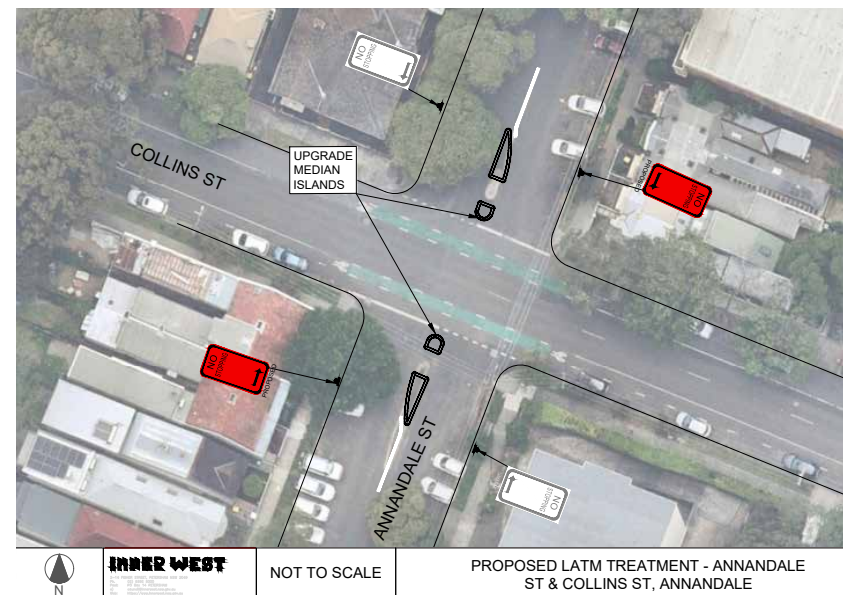 NO
STOPPING
COLLINS ST
UPGRADE
MEDIAN
ISLANDS
PROPOSED
NO
STOPPING
NO
STOPPING
PROPOSED
ANNANDALE ST
NO
STOPPING
N
INNER WEST
NOT TO SCALE
PROPOSED LATM TREATMENT - ANNANDALE
ST & COLLINS ST, ANNANDALE